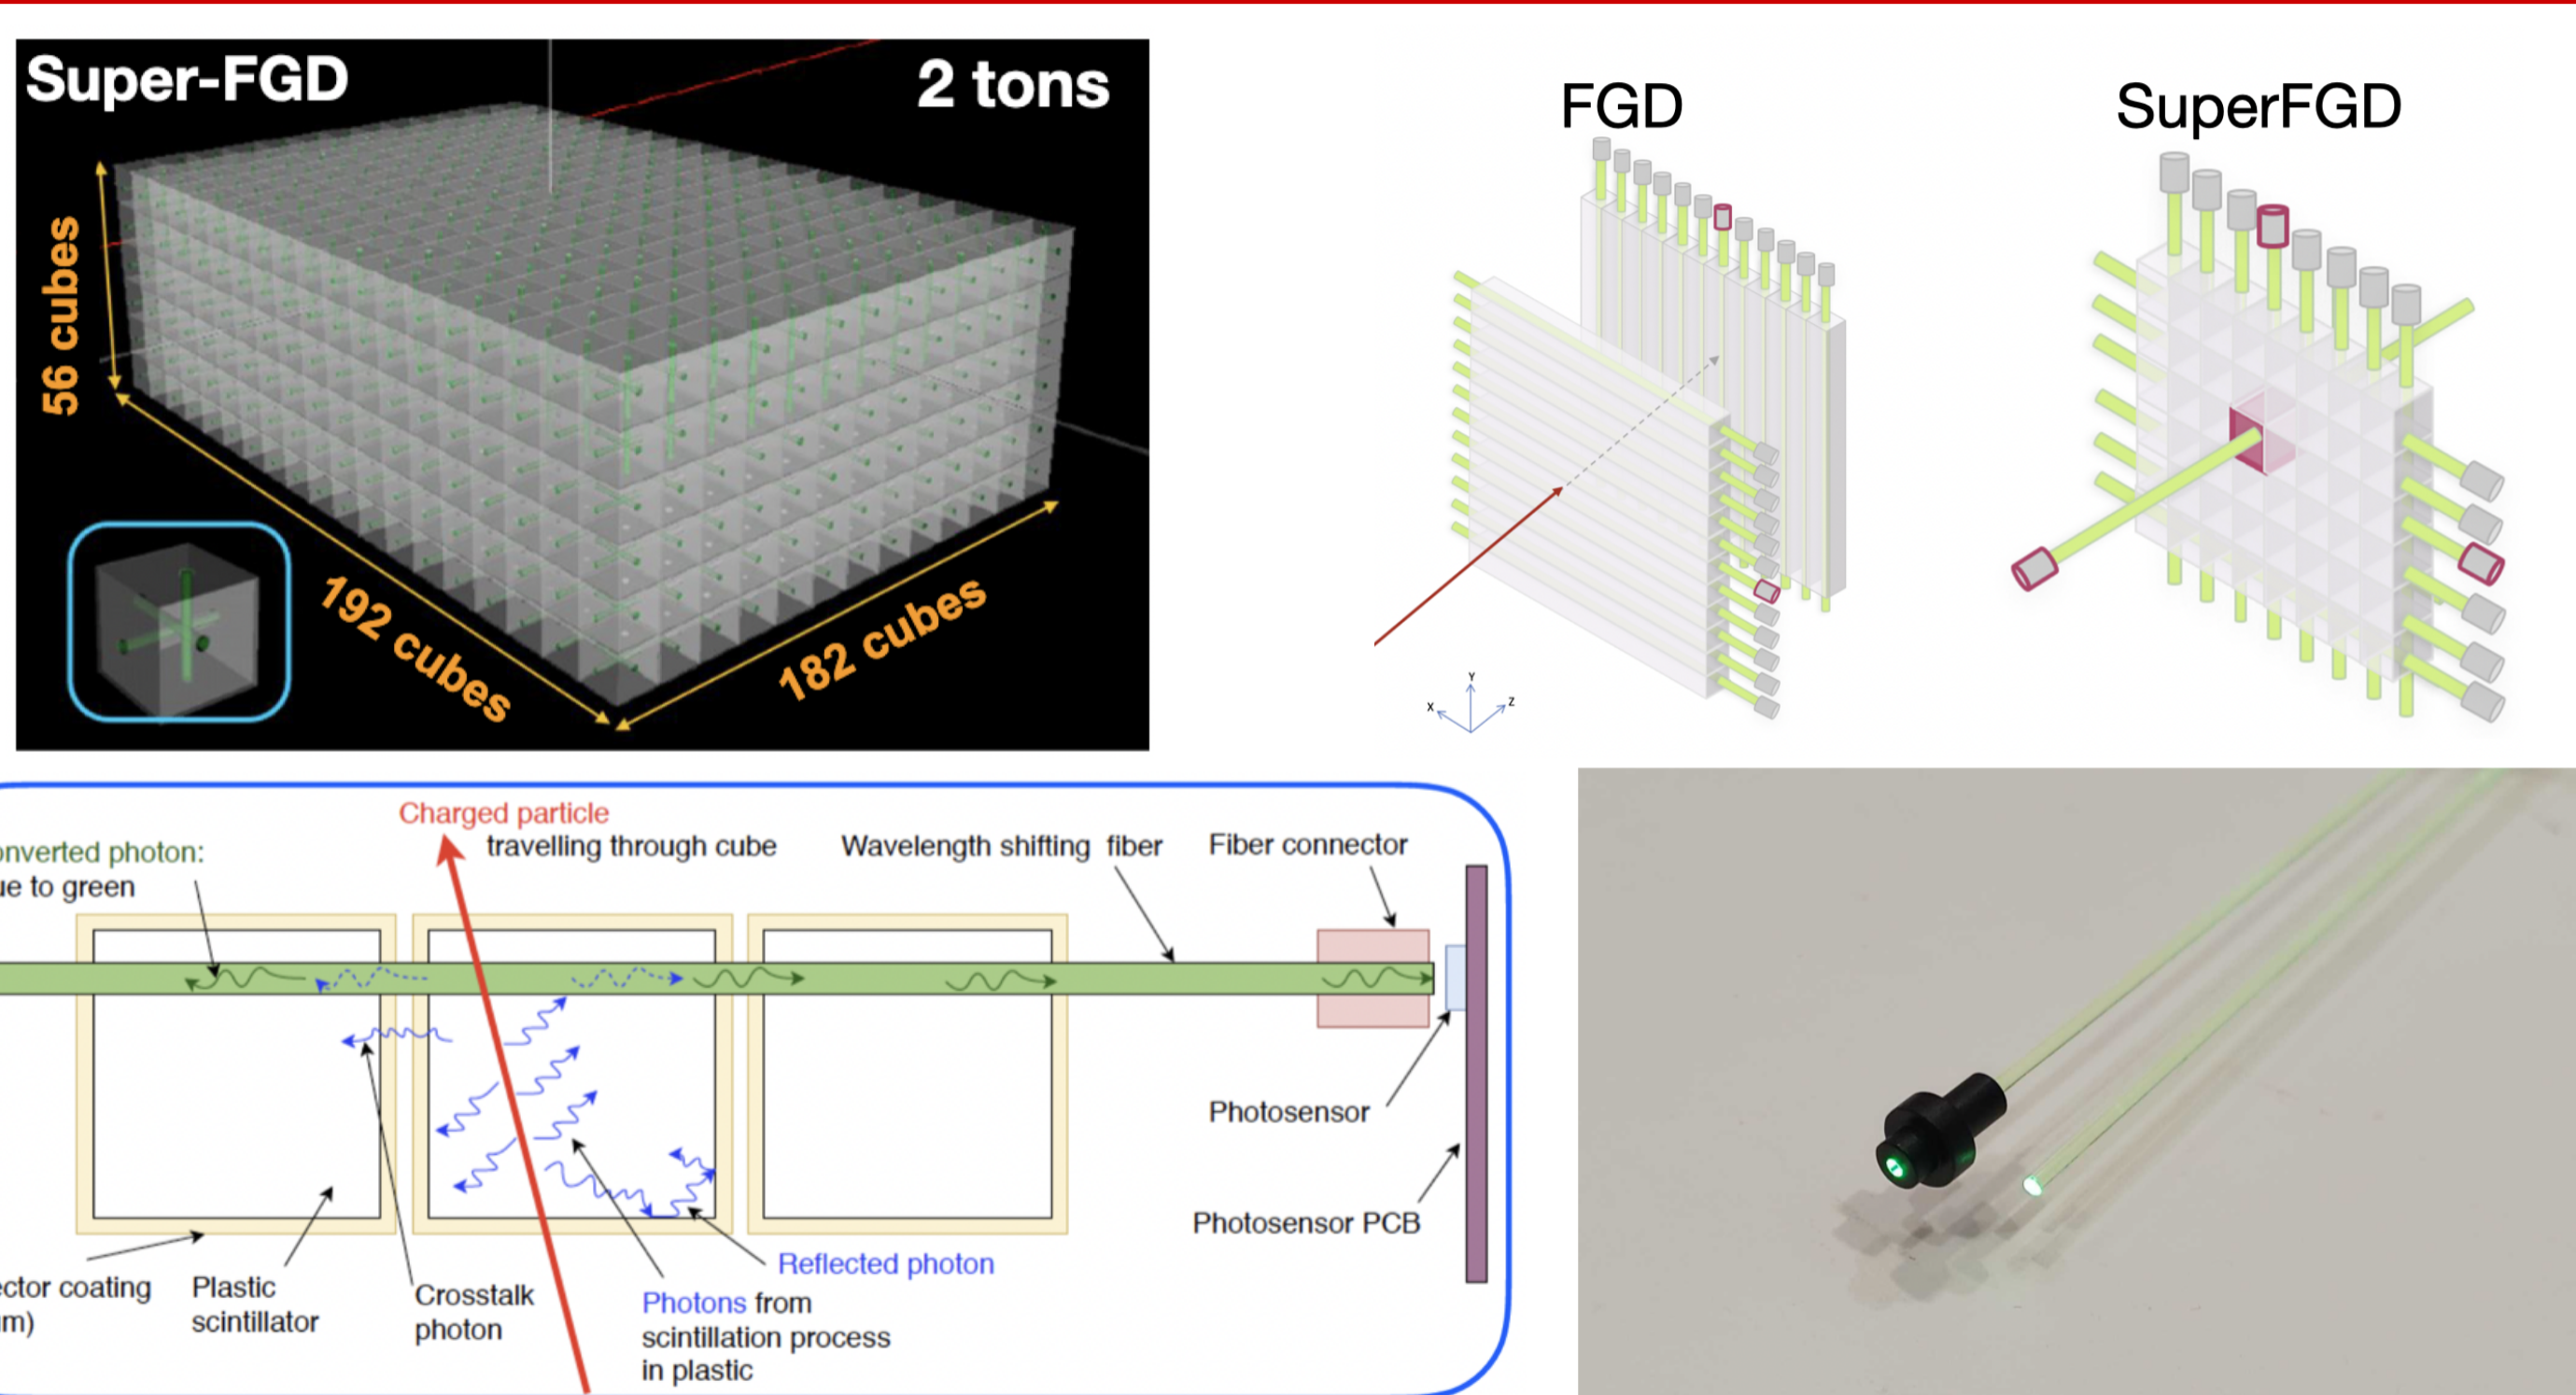 Super-FGD
2 tons
56 cubes
192 cubes
182 cubes
FGD
SuperFGD
Y
X
Z
Charged particle
travelling through cube
Wavelength shifting fiber
Fiber connector
photon:
to green
Photosensor
Photosensor PCB
Reflected photon
coating
Plastic
scintillator
Crosstalk
photon
Photons from
scintillation process
in plastic